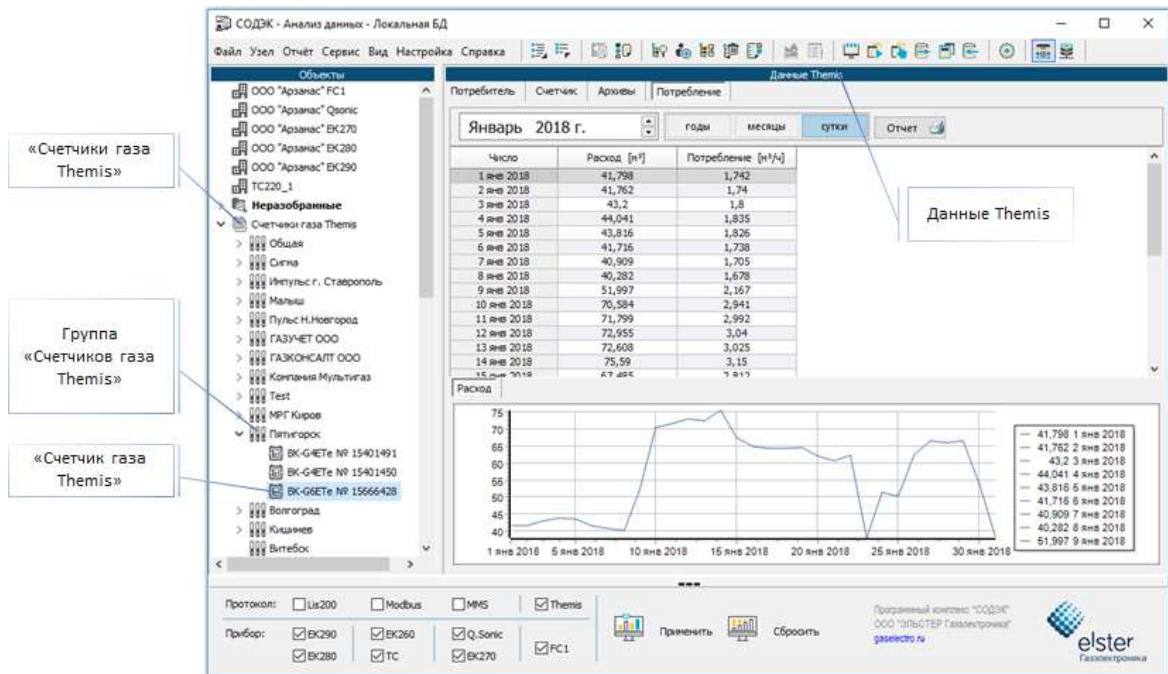 СОДЭК - Анализ данных - Локальная БД
Файл Узел Отчёт Сервис Вид Настройка Справка
Объекты
ООО "Арзанас" FC1
ООО "Арзанас" Qsonic
ООО "Арзанас" EK270
ООО "Арзанас" EK280
ООО "Арзанас" EK290
TC220_1
Неразобранные
Счетчики газа Themis
Общая
Сигма
Импульс г. Ставрополь
Малыш
Пульс Н.Новгород
ГАЗУЧЕТ ООО
ГАЗКОНСАЛТ ООО
Компания Мультигаз
Test
МРГ Киров
Пятигорск
BK-G4ETe № 15401491
BK-G4ETe № 15401450
BK-G6ETe № 15666428
Волгоград
Кишинев
Витебск
«Счетчики газа
Themis»
Группа
«Счетчиков газа
Themis»
«Счетчик газа
Themis»
Данные Themis
Потребитель Счетчик Архивы Потребление
Январь 2018 г. годы месяцы сутки Отчет
Число Расход [м³] Потребление [м³/ч]
1 янв 2018 41,798 1,742
2 янв 2018 41,762 1,74
3 янв 2018 43,2 1,8
4 янв 2018 44,041 1,835
5 янв 2018 43,816 1,826
6 янв 2018 41,716 1,738
7 янв 2018 40,909 1,705
8 янв 2018 40,282 1,678
9 янв 2018 51,997 2,167
10 янв 2018 70,584 2,941
11 янв 2018 71,799 2,992
12 янв 2018 72,955 3,04
13 янв 2018 72,608 3,025
14 янв 2018 75,59 3,15
15 янв 2018 67,485 2,812
Данные Themis
Расход
75
70
65
60
55
50
45
40
1 янв 2018 5 янв 2018 10 янв 2018 15 янв 2018 20 янв 2018 25 янв 2018 30 янв 2018
41,798 1 янв 2018
41,762 2 янв 2018
43,2 3 янв 2018
44,041 4 янв 2018
43,816 5 янв 2018
41,716 6 янв 2018
40,909 7 янв 2018
40,282 8 янв 2018
51,997 9 янв 2018
Протокол: Lis200 Modbus MMS Themis
Прибор: EK290 EK260 Q.Sonic FC1
EK280 TC EK270
Применить Сбросить
Программный комплекс "СОДЭК"
ООО "ЭЛЬСТЕР Газэлектроника"
gaselectro.ru
elster
Газэлектроника